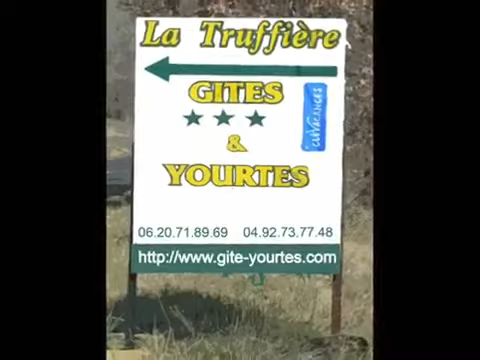 La Truffière
GITES
CLEVACANCES
&
YOURTES
06.20.71.89.69 04.92.73.77.48
http://www.gite-yourtes.com